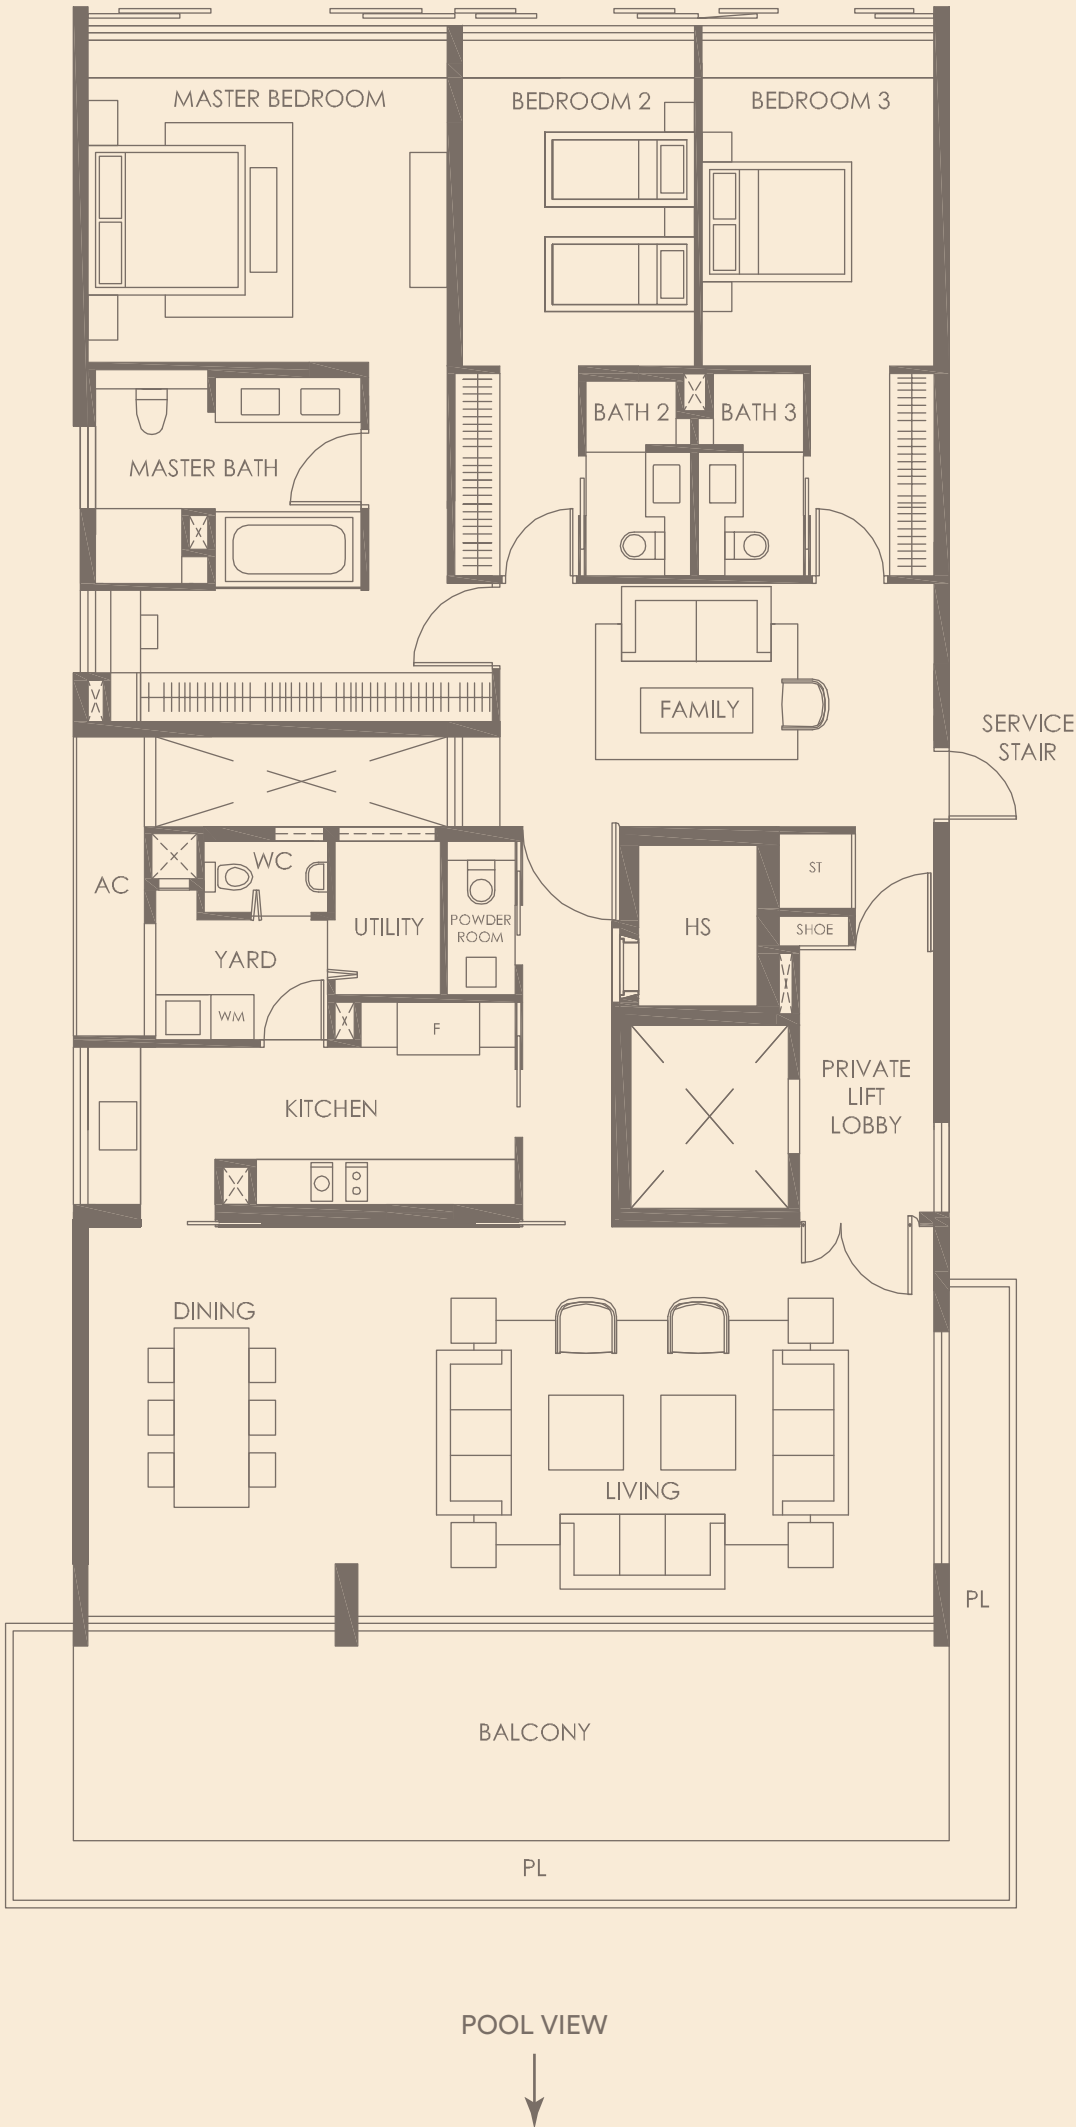 MASTER BEDROOM
BEDROOM 2
BEDROOM 3
BATH 2
BATH 3
MASTER BATH
FAMILY
SERVICE
STAIR
WC
AC
UTILITY
POWDER
ROOM
HS
ST
SHOE
YARD
WM
F
KITCHEN
PRIVATE
LIFT
LOBBY
DINING
LIVING
PL
BALCONY
PL
POOL VIEW